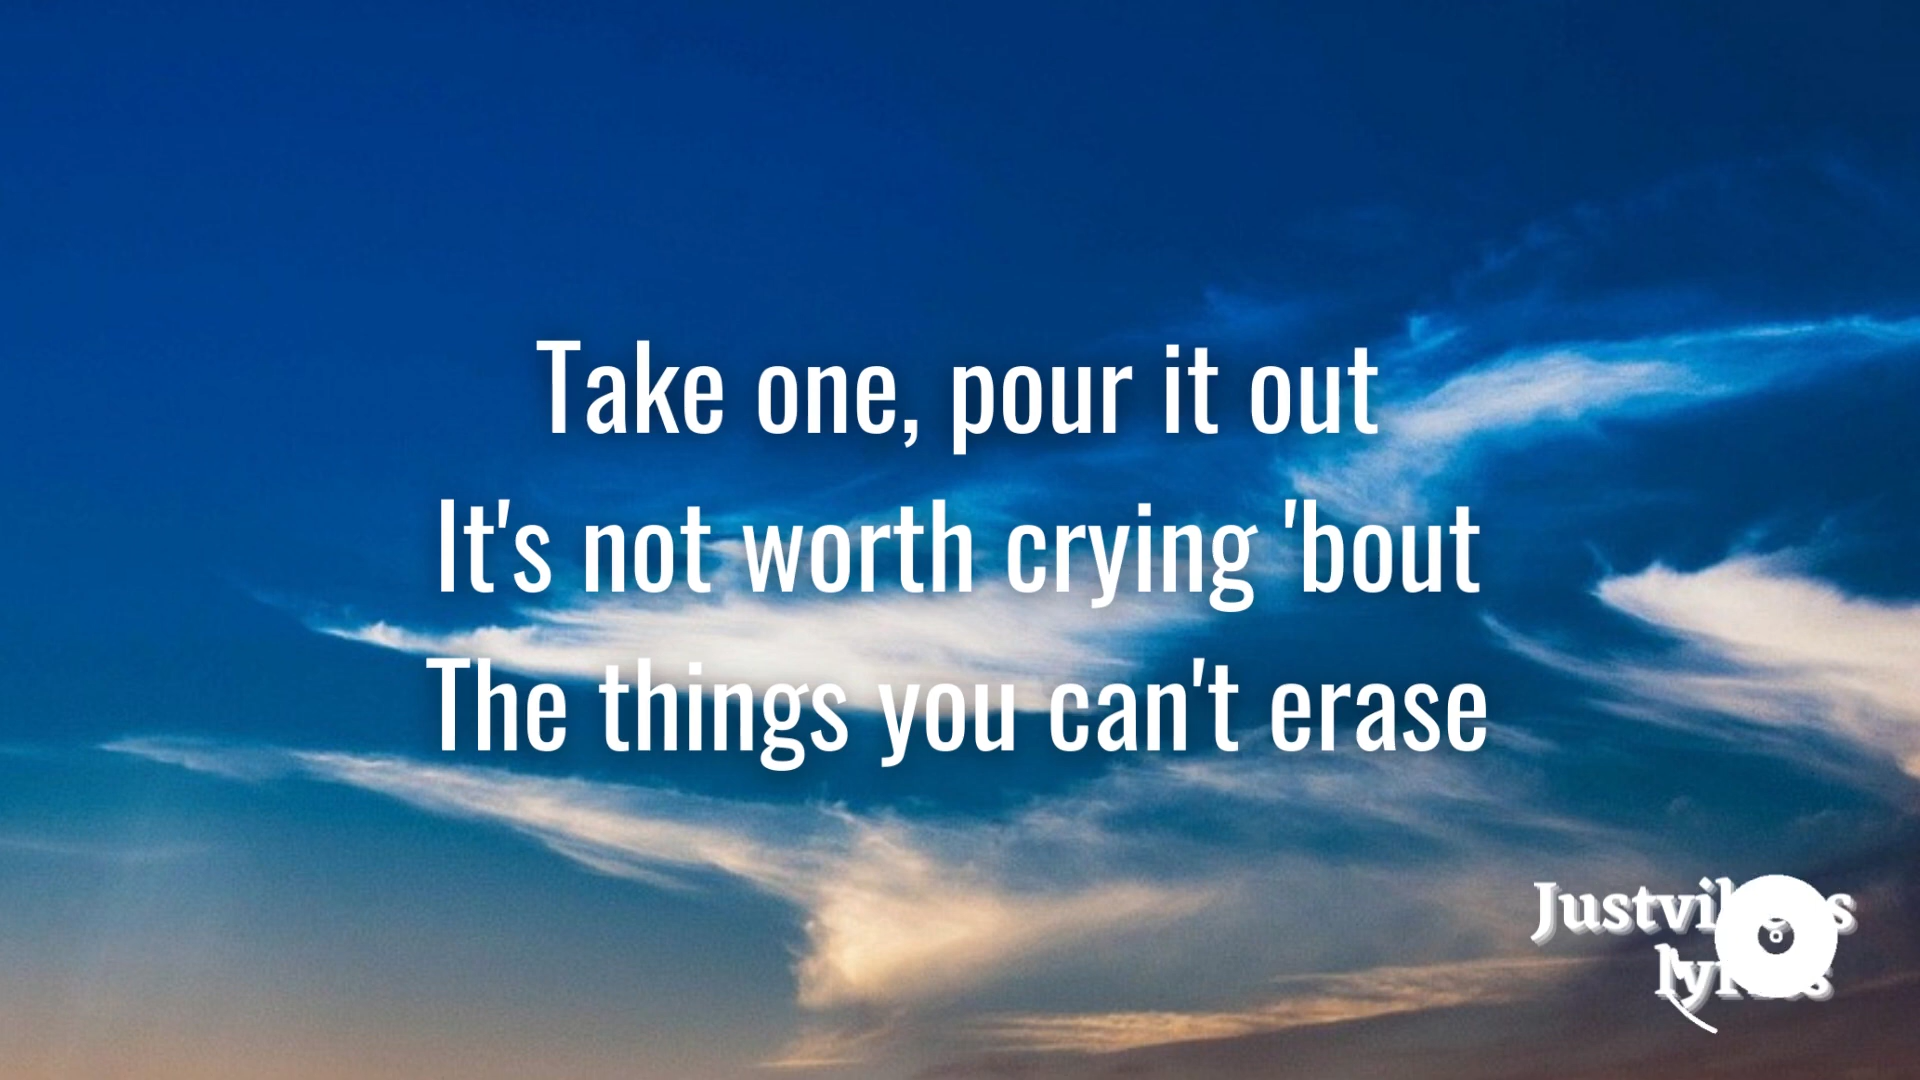 Take one, pour it out
It's not worth crying 'bout
The things you can't erase